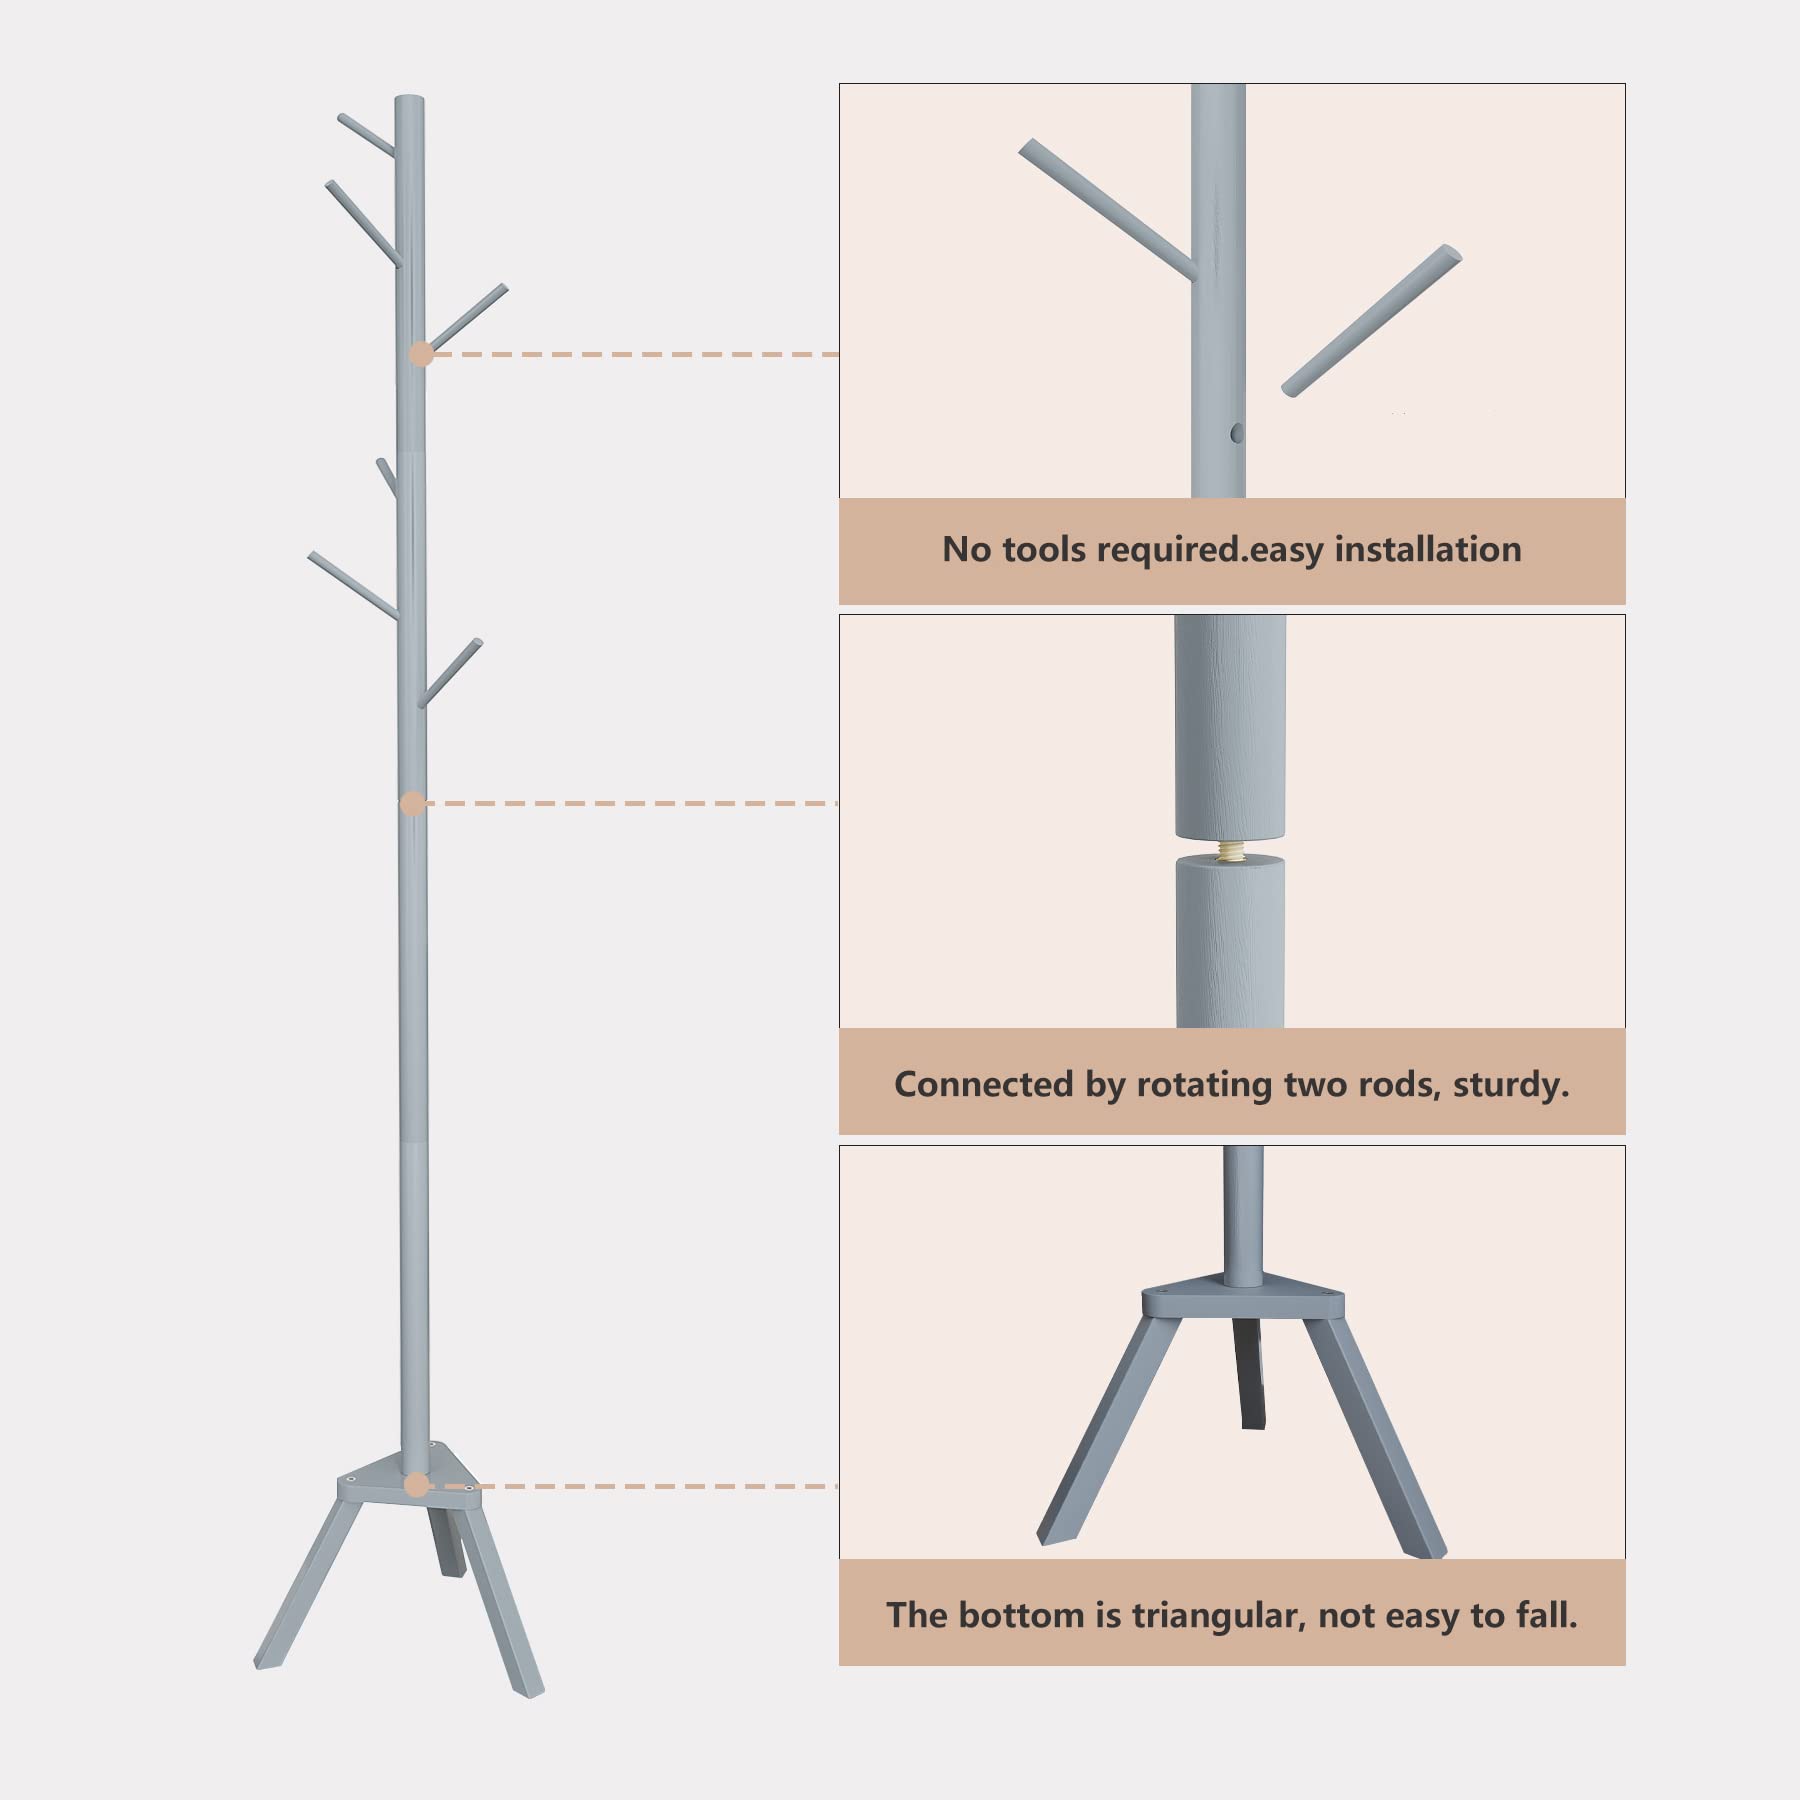 No tools required.easy installation
Connected by rotating two rods, sturdy.
The bottom is triangular, not easy to fall.